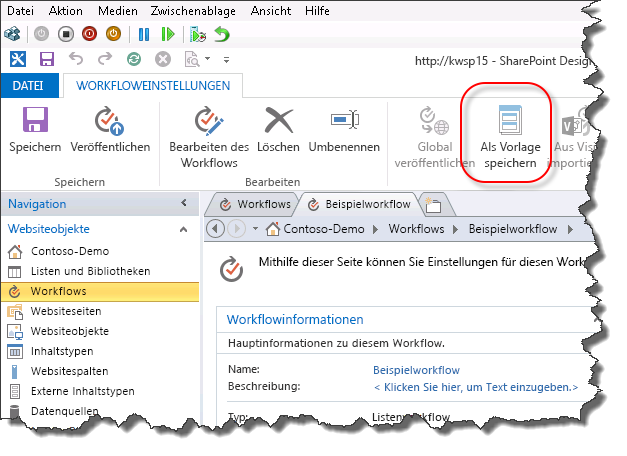 Datei Aktion Medien Zwischenablage Ansicht Hilfe
http://kwsp15 - SharePoint Design
DATEI WORKFLOWEINSTELLUNGEN
Speichern Veröffentlichen
Bearbeiten des
Workflows
Löschen Umbenennen
Global
veröffentlichen
Als Vorlage
speichern
Aus Visi
importie
Speichern Bearbeiten
Navigation
Workflows Beispielworkflow
Websiteobjekte
Contoso-Demo Workflows Beispielworkflow
Contoso-Demo
Listen und Bibliotheken
Workflows
Websiteseiten
Websiteobjekte
Inhaltstypen
Websitespalten
Externe Inhaltstypen
Datenquellen
Mithilfe dieser Seite können Sie Einstellungen für diesen Work
Workflowinformationen
Hauptinformationen zu diesem Workflow.
Name: Beispielworkflow
Beschreibung: < Klicken Sie hier, um Text einzugeben.>
Typ: Listenworkflow